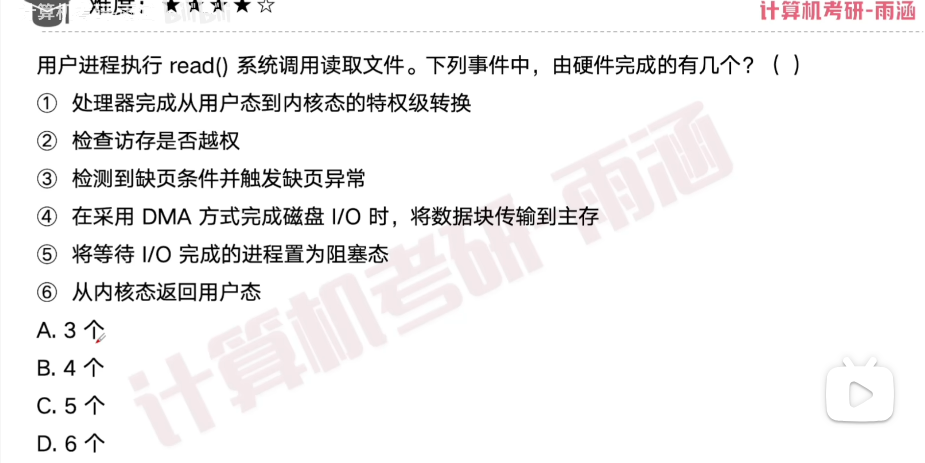 难度：★★★★☆
计算机考研-雨涵
用户进程执行 read() 系统调用读取文件。下列事件中，由硬件完成的有几个？（ ）
① 处理器完成从用户态到内核态的特权级转换
② 检查访存是否越权
③ 检测到缺页条件并触发缺页异常
④ 在采用 DMA 方式完成磁盘 I/O 时，将数据块传输到主存
⑤ 将等待 I/O 完成的进程置为阻塞态
⑥ 从内核态返回用户态
A. 3 个
B. 4 个
C. 5 个
D. 6 个
计算机考研-雨涵